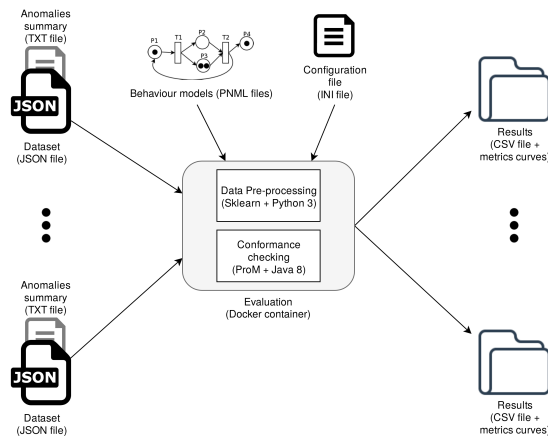 Anomalies
summary
(TXT file)
JSON
Dataset
(JSON file)
P1
T1
P2
P3
T2
P4
Behaviour models (PNML files)
Configuration
file
(INI file)
Results
(CSV file +
metrics curves)
Data Pre-processing
(Sklearn + Python 3)
Conformance
checking
(ProM + Java 8)
Evaluation
(Docker container)
Anomalies
summary
(TXT file)
JSON
Dataset
(JSON file)
Results
(CSV file +
metrics curves)